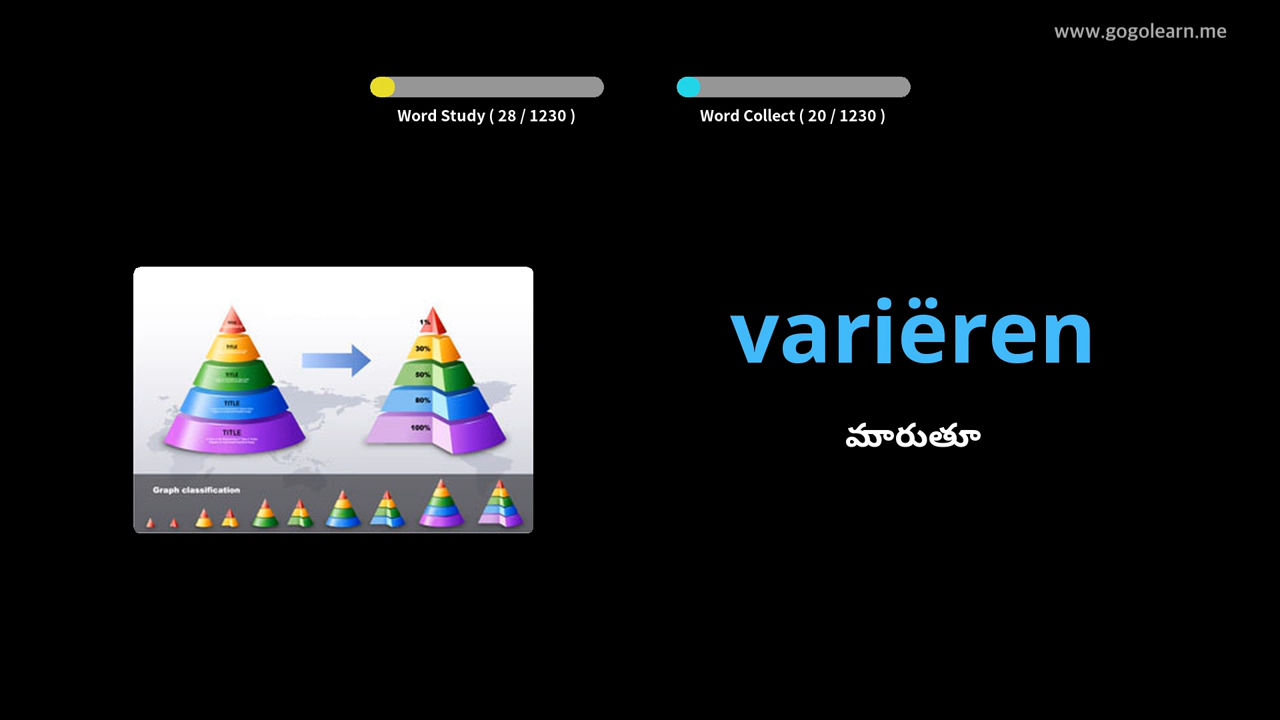 www.gogolearn.me
Word Study ( 28 / 1230 )
Word Collect ( 20 / 1230 )
variëren
మారుతూ
TITLE
TITLE
TITLE
TITLE
1%
30%
50%
80%
100%
Graph classification